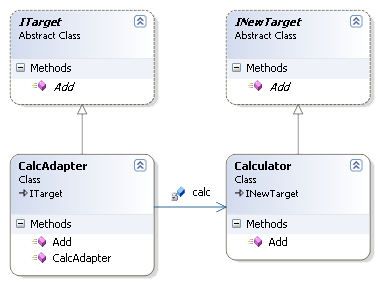 ITarget
Abstract Class
Methods
Add
INewTarget
Abstract Class
Methods
Add
CalcAdapter
Class
ITarget
Methods
Add
CalcAdapter
calc
Calculator
Class
INewTarget
Methods
Add